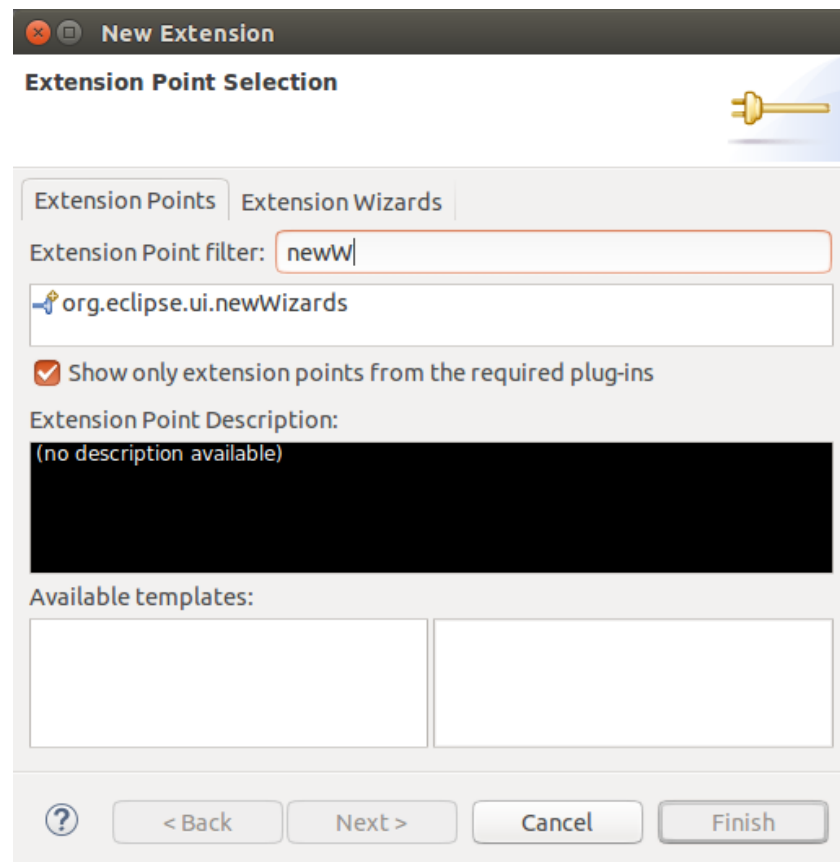 New Extension
Extension Point Selection
Extension Points Extension Wizards
Extension Point filter: newW
org.eclipse.ui.newWizards
Show only extension points from the required plug-ins
Extension Point Description:
(no description available)
Available templates:
? < Back Next > Cancel Finish